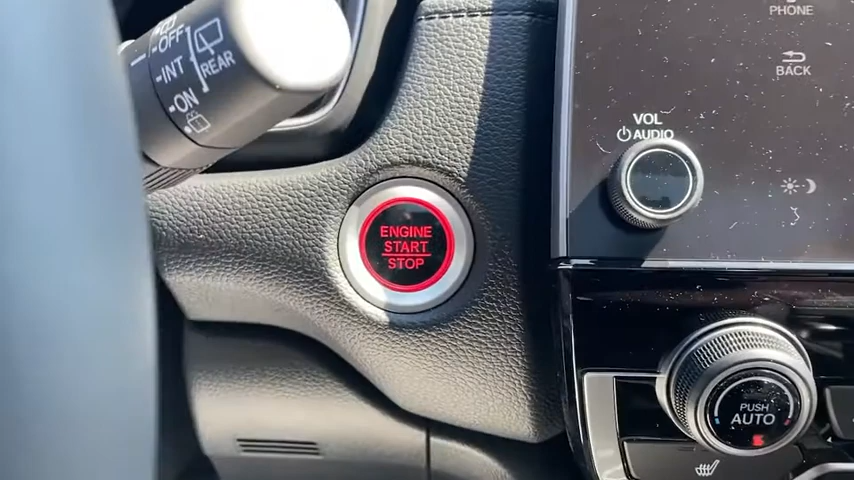 -OFF
-INT
-ON
REAR
PHONE
BACK
VOL
AUDIO
ENGINE
START
STOP
PUSH
AUTO